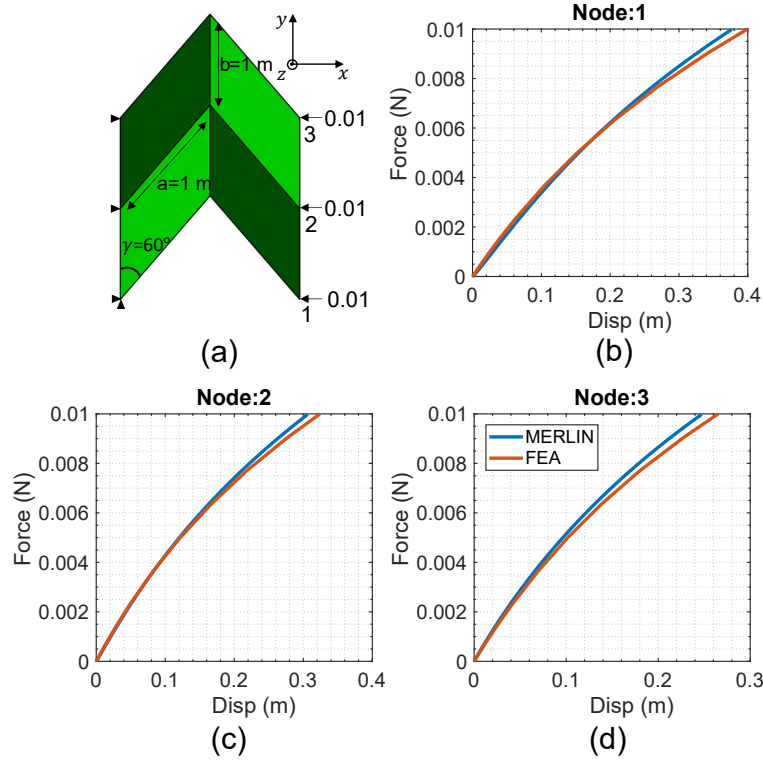 y
x
z
b=1 m
a=1 m
γ=60°
0.01
3
0.01
2
0.01
1
(a)
Node:1
Force (N)
0.01
0.008
0.006
0.004
0.002
0
0 0.1 0.2 0.3 0.4
Disp (m)
(b)
Node:2
Force (N)
0.01
0.008
0.006
0.004
0.002
0
0 0.1 0.2 0.3 0.4
Disp (m)
(c)
Node:3
MERLIN
FEA
Force (N)
0.01
0.008
0.006
0.004
0.002
0
0 0.1 0.2 0.3
Disp (m)
(d)